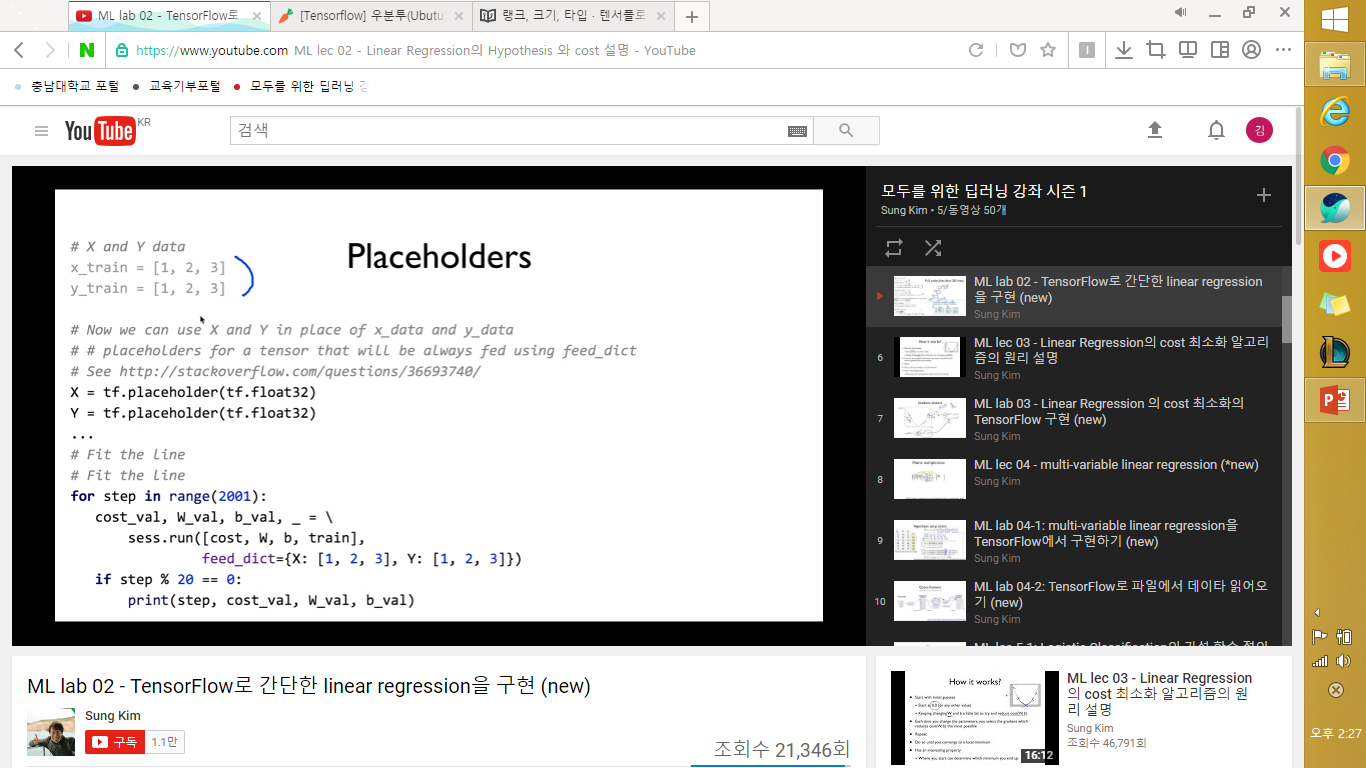 ML lab 02 - TensorFlow로
[Tensorflow] 우분투(Ubutu
랭크, 크기, 타입 · 텐서플로
N
https://www.youtube.com ML lec 02 - Linear Regression의 Hypothesis 와 cost 설명 - YouTube
충남대학교 포털
교육기부포털
모두를 위한 딥러닝 강
YouTube KR
검색
김
# X and Y data
x_train = [1, 2, 3]
y_train = [1, 2, 3]
Placeholders
# Now we can use X and Y in place of x_data and y_data
# # placeholders for a tensor that will be always fed using feed_dict
# See http://stackoverflow.com/questions/36693740/
X = tf.placeholder(tf.float32)
Y = tf.placeholder(tf.float32)
...
# Fit the line
# Fit the line
for step in range(2001):
cost_val, W_val, b_val, _ = \
sess.run([cost, W, b, train],
feed_dict={X: [1, 2, 3], Y: [1, 2, 3]})
if step % 20 == 0:
print(step, cost_val, W_val, b_val)
모두를 위한 딥러닝 강좌 시즌 1
Sung Kim • 5/동영상 50개
ML lab 02 - TensorFlow로 간단한 linear regression
을 구현 (new)
Sung Kim
6
ML lec 03 - Linear Regression의 cost 최소화 알고리
즘의 원리 설명
Sung Kim
7
ML lab 03 - Linear Regression 의 cost 최소화의
TensorFlow 구현 (new)
Sung Kim
8
ML lec 04 - multi-variable linear regression (*new)
Sung Kim
9
ML lab 04-1: multi-variable linear regression을
TensorFlow에서 구현하기 (new)
Sung Kim
10
ML lab 04-2: TensorFlow로 파일에서 데이타 읽어오
기 (new)
Sung Kim
ML lab 02 - TensorFlow로 간단한 linear regression을 구현 (new)
Sung Kim
구독 1.1만
조회수 21,346회
How it works?
Start with initial guesses
Repeat
Do so until you converge to a local minimum
Has an interesting property
16:12
ML lec 03 - Linear Regression
의 cost 최소화 알고리즘의 원
리 설명
Sung Kim
조회수 46,791회
오후 2:27